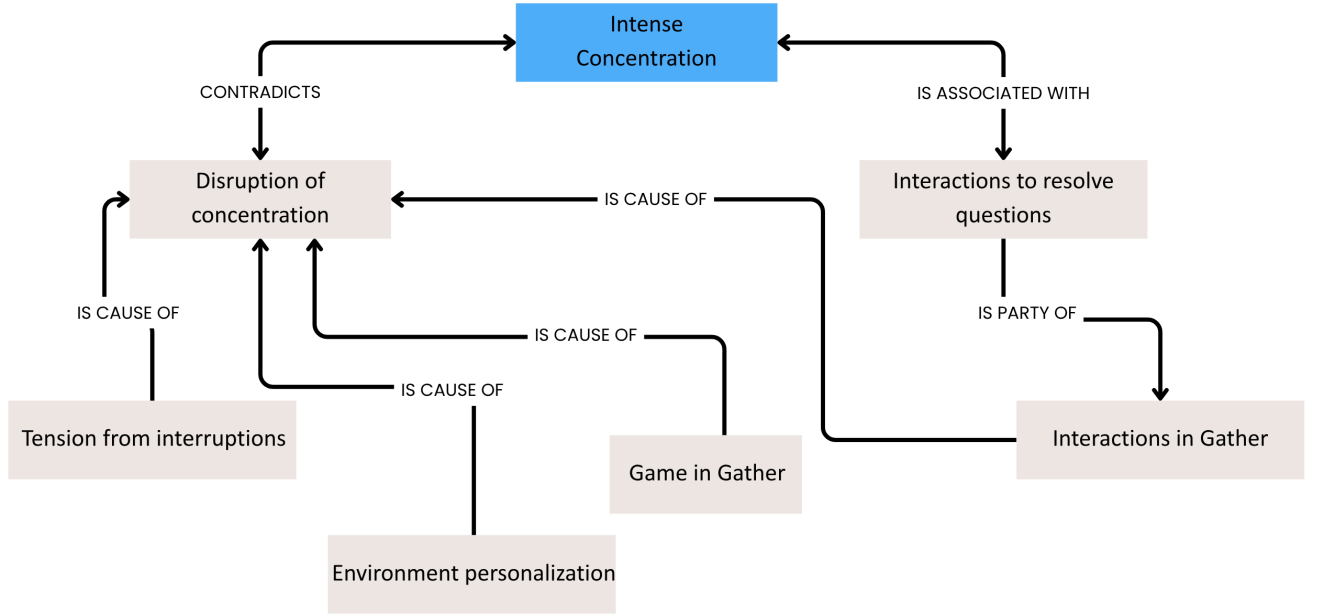 Intense
Concentration
CONTRADICTS
IS ASSOCIATED WITH
Disruption of
concentration
IS CAUSE OF
Interactions to resolve
questions
IS CAUSE OF
IS PARTY OF
IS CAUSE OF
IS CAUSE OF
Tension from interruptions
Interactions in Gather
Game in Gather
Environment personalization